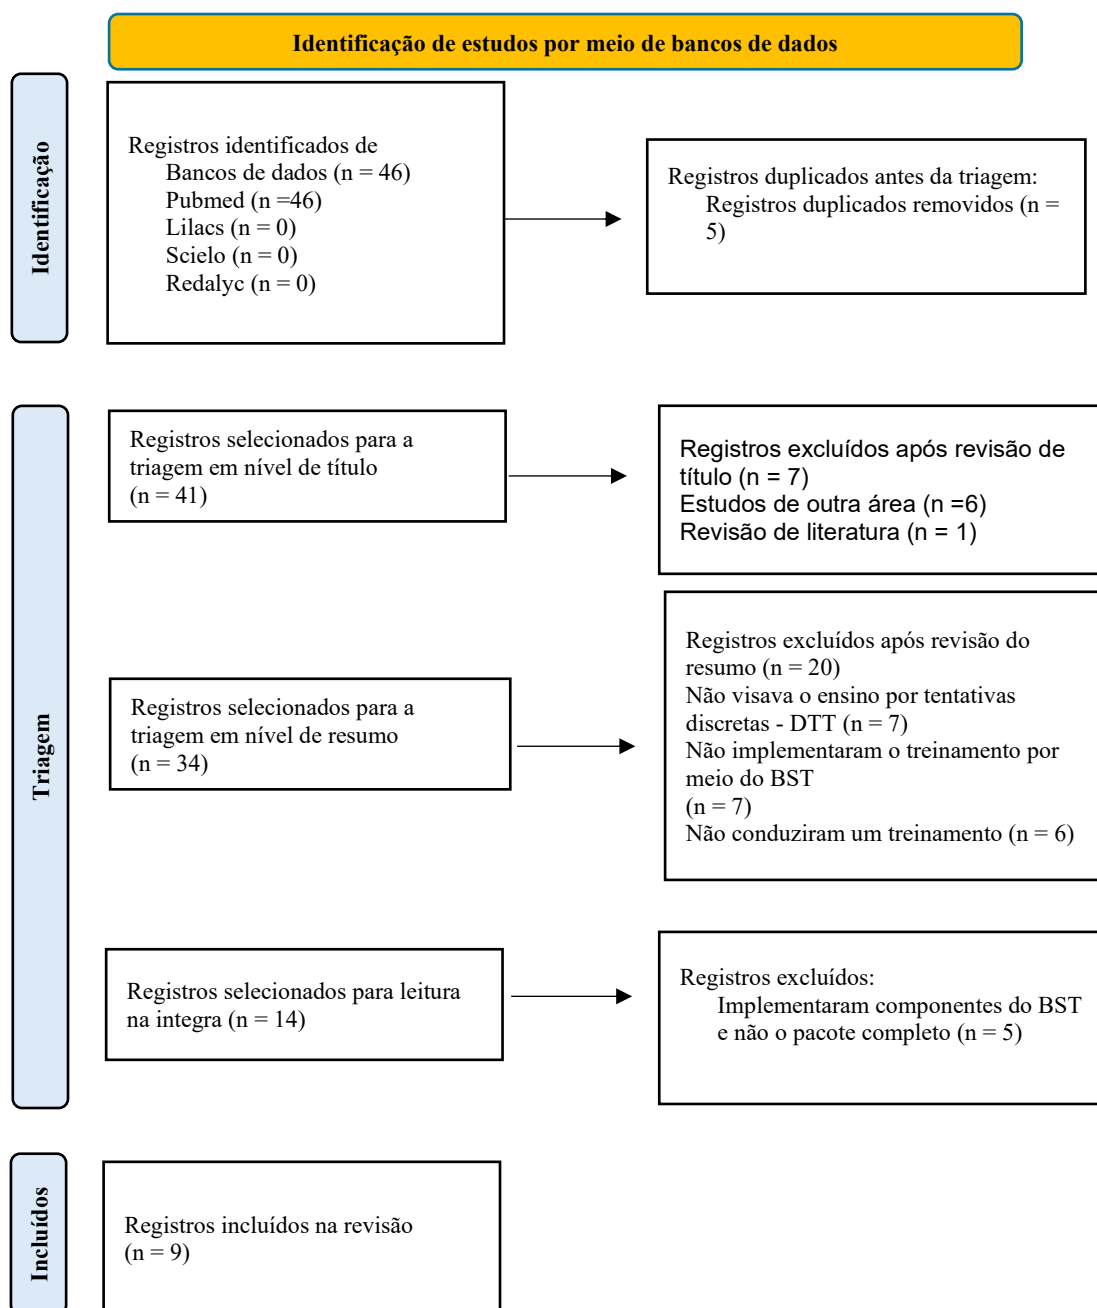 Identificação de estudos por meio de bancos de dados
Identificação
Registros identificados de
Bancos de dados (n = 46)
Pubmed (n =46)
Lilacs (n = 0)
Scielo (n = 0)
Redalyc (n = 0)
Registros duplicados antes da triagem:
Registros duplicados removidos (n =
5)
Triagem
Registros selecionados para a
triagem em nível de título
(n = 41)
Registros excluídos após revisão de
título (n = 7)
Estudos de outra área (n =6)
Revisão de literatura (n = 1)
Registros selecionados para a
triagem em nível de resumo
(n = 34)
Registros excluídos após revisão do
resumo (n = 20)
Não visava o ensino por tentativas
discretas - DTT (n = 7)
Não implementaram o treinamento por
meio do BST
(n = 7)
Não conduziram um treinamento (n = 6)
Registros selecionados para leitura
na integra (n = 14)
Registros excluídos:
Implementaram componentes do BST
e não o pacote completo (n = 5)
Incluídos
Registros incluídos na revisão
(n = 9)